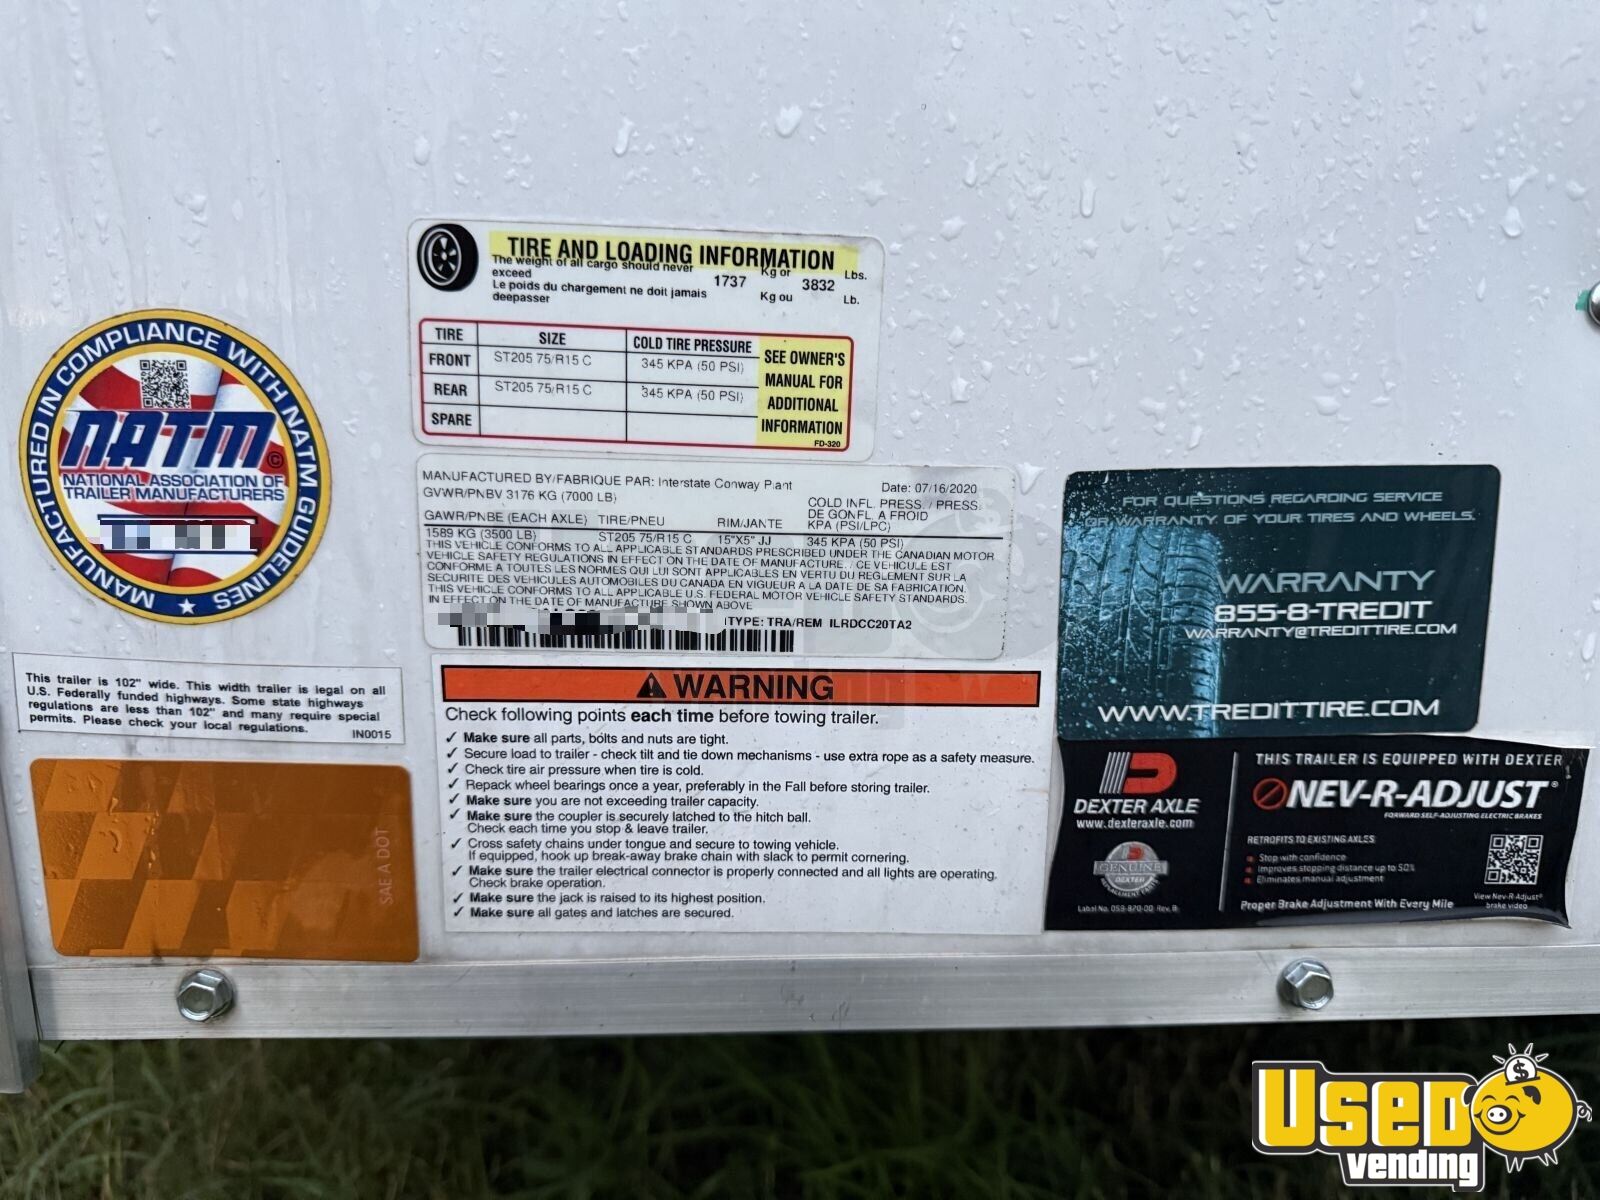 TIRE AND LOADING INFORMATION
The weight of all cargo should never exceed 1737 Kg or 3832 Lbs.
Le poids du chargement ne doit jamais deepasser Kg ou Lb.
TIRE SIZE COLD TIRE PRESSURE
FRONT ST205 75/R15 C 345 KPA (50 PSI)
REAR ST205 75/R15 C 345 KPA (50 PSI)
SPARE
SEE OWNER'S
MANUAL FOR
ADDITIONAL
INFORMATION
FD-320
MANUFACTURED IN COMPLIANCE WITH NATM GUIDELINES
NATM ©
NATIONAL ASSOCIATION OF
TRAILER MANUFACTURERS
MANUFACTURED BY/FABRIQUE PAR: Interstate Conway Plant Date: 07/16/2020
GVWR/PNBV 3176 KG (7000 LB)
COLD INFL. PRESS./PRESS.
DE GONFL A FROID
GAWR/PNBE (EACH AXLE) TIRE/PNEU RIM/JANTE KPA (PSI/LPC)
1589 KG (3500 LB) ST205 75/R15 C 15"X5" JJ 345 KPA (50 PSI)
THIS VEHICLE CONFORMS TO ALL APPLICABLE STANDARDS PRESCRIBED UNDER THE CANADIAN MOTOR
VEHICLE SAFETY REGULATIONS IN EFFECT ON THE DATE OF MANUFACTURE. / CE VEHICULE EST
CONFORME A TOUTES LES NORMES QUI LUI SONT APPLICABLES EN VERTU DU REGLEMENT SUR LA
SECURITE DES VEHICULES AUTOMOBILES DU CANADA EN VIGUEUR A LA DATE DE SA FABRICATION.
THIS VEHICLE CONFORMS TO ALL APPLICABLE U.S. FEDERAL MOTOR VEHICLE SAFETY STANDARDS.
IN EFFECT ON THE DATE OF MANUFACTURE SHOWN ABOVE
TYPE: TRA/REM ILRDCC20TA2
This trailer is 102" wide. This width trailer is legal on all
U.S. Federally funded highways. Some state highways
regulations are less than 102" and many require special
permits. Please check your local regulations. IN0015
SAE A DOT
WARNING
Check following points each time before towing trailer.
✓ Make sure all parts, bolts and nuts are tight.
✓ Secure load to trailer - check tilt and tie down mechanisms - use extra rope as a safety measure.
✓ Check tire air pressure when tire is cold.
✓ Repack wheel bearings once a year, preferably in the Fall before storing trailer.
✓ Make sure you are not exceeding trailer capacity.
✓ Make sure the coupler is securely latched to the hitch ball.
Check each time you stop & leave trailer.
✓ Cross safety chains under tongue and secure to towing vehicle.
If equipped, hook up break-away brake chain with slack to permit cornering.
✓ Make sure the trailer electrical connector is properly connected and all lights are operating.
Check brake operation.
✓ Make sure the jack is raised to its highest position.
✓ Make sure all gates and latches are secured.
FOR QUESTIONS REGARDING SERVICE
OR WARRANTY OF YOUR TIRES AND WHEELS.
WARRANTY
855-8-TREDIT
WARRANTY@TREDITTIRE.COM
WWW.TREDITTIRE.COM
DEXTER AXLE
www.dexteraxle.com
GENUINE
DEXTER
REPLACEMENT PARTS
Label No. 059-870-00, Rev. B
THIS TRAILER IS EQUIPPED WITH DEXTER
NEV-R-ADJUST®
FORWARD SELF-ADJUSTING ELECTRIC BRAKES
RETROFITS TO EXISTING AXLES
Stop with confidence
Improves stopping distance up to 50%
Eliminates manual adjustment
Proper Brake Adjustment With Every Mile
View Nev-R-Adjust®
brake video
USED
vending